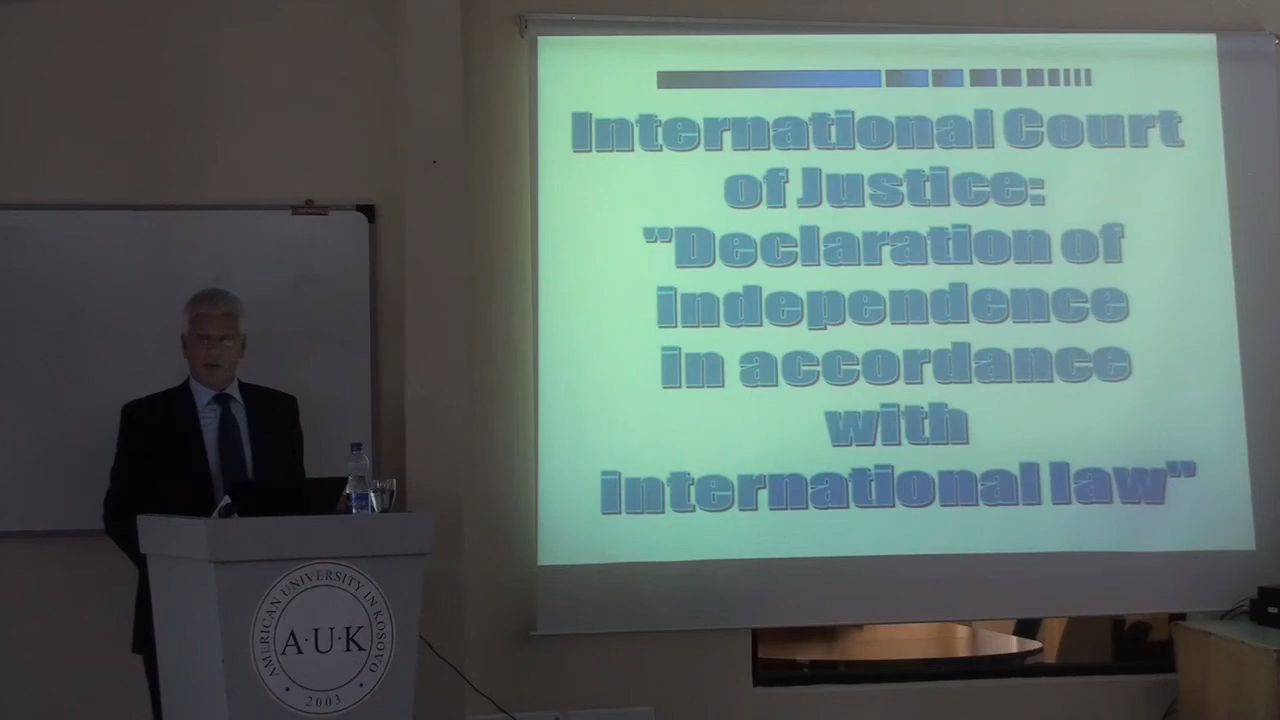 International Court
of Justice:
"Declaration of
independence
in accordance
with
international law"
AMERICAN UNIVERSITY IN KOSOVO
A·U·K
· 2003 ·